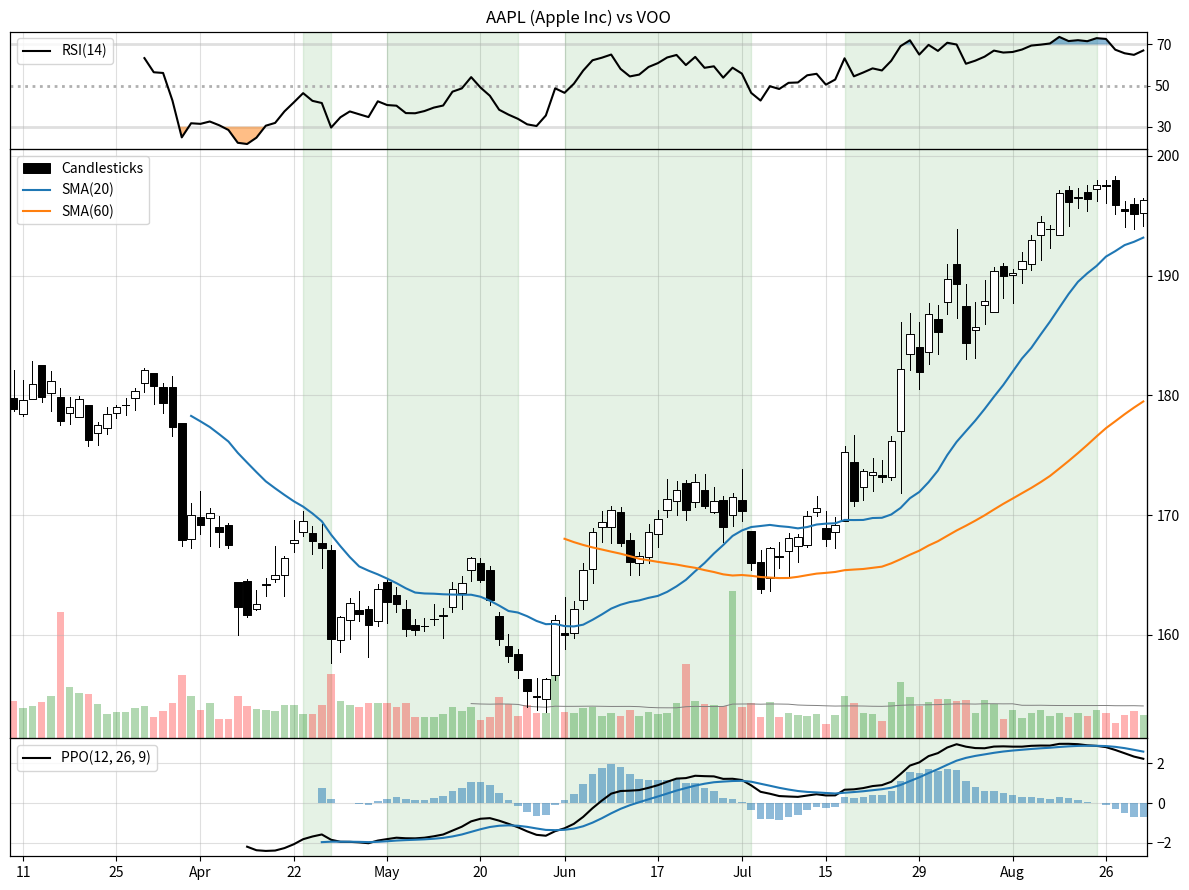 AAPL (Apple Inc) vs VOO
RSI(14)
70
50
30
Candlesticks
SMA(20)
SMA(60)
200
190
180
170
160
PPO(12, 26, 9)
2
0
−2
11 25 Apr 22 May 20 Jun 17 Jul 15 29 Aug 26